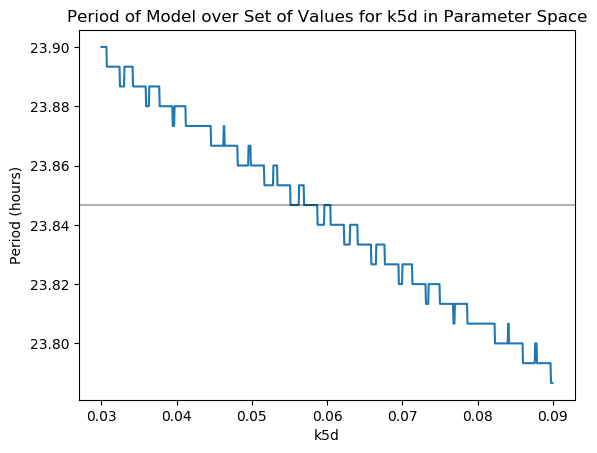 Period of Model over Set of Values for k5d in Parameter Space
Period (hours)
23.90
23.88
23.86
23.84
23.82
23.80
0.03 0.04 0.05 0.06 0.07 0.08 0.09
k5d